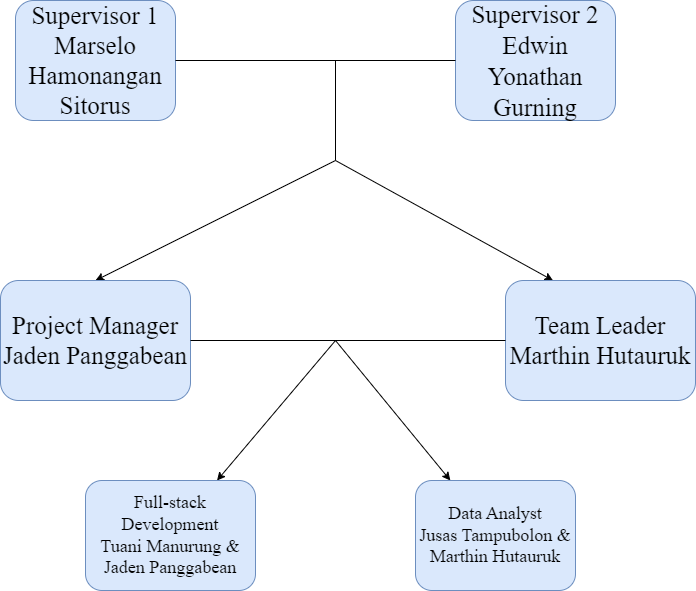 Supervisor 1
Marselo
Hamonangan
Sitorus
Supervisor 2
Edwin
Yonathan
Gurning
Project Manager
Jaden Panggabean
Team Leader
Marthin Hutauruk
Full-stack
Development
Tuani Manurung &
Jaden Panggabean
Data Analyst
Jusas Tampubolon &
Marthin Hutauruk